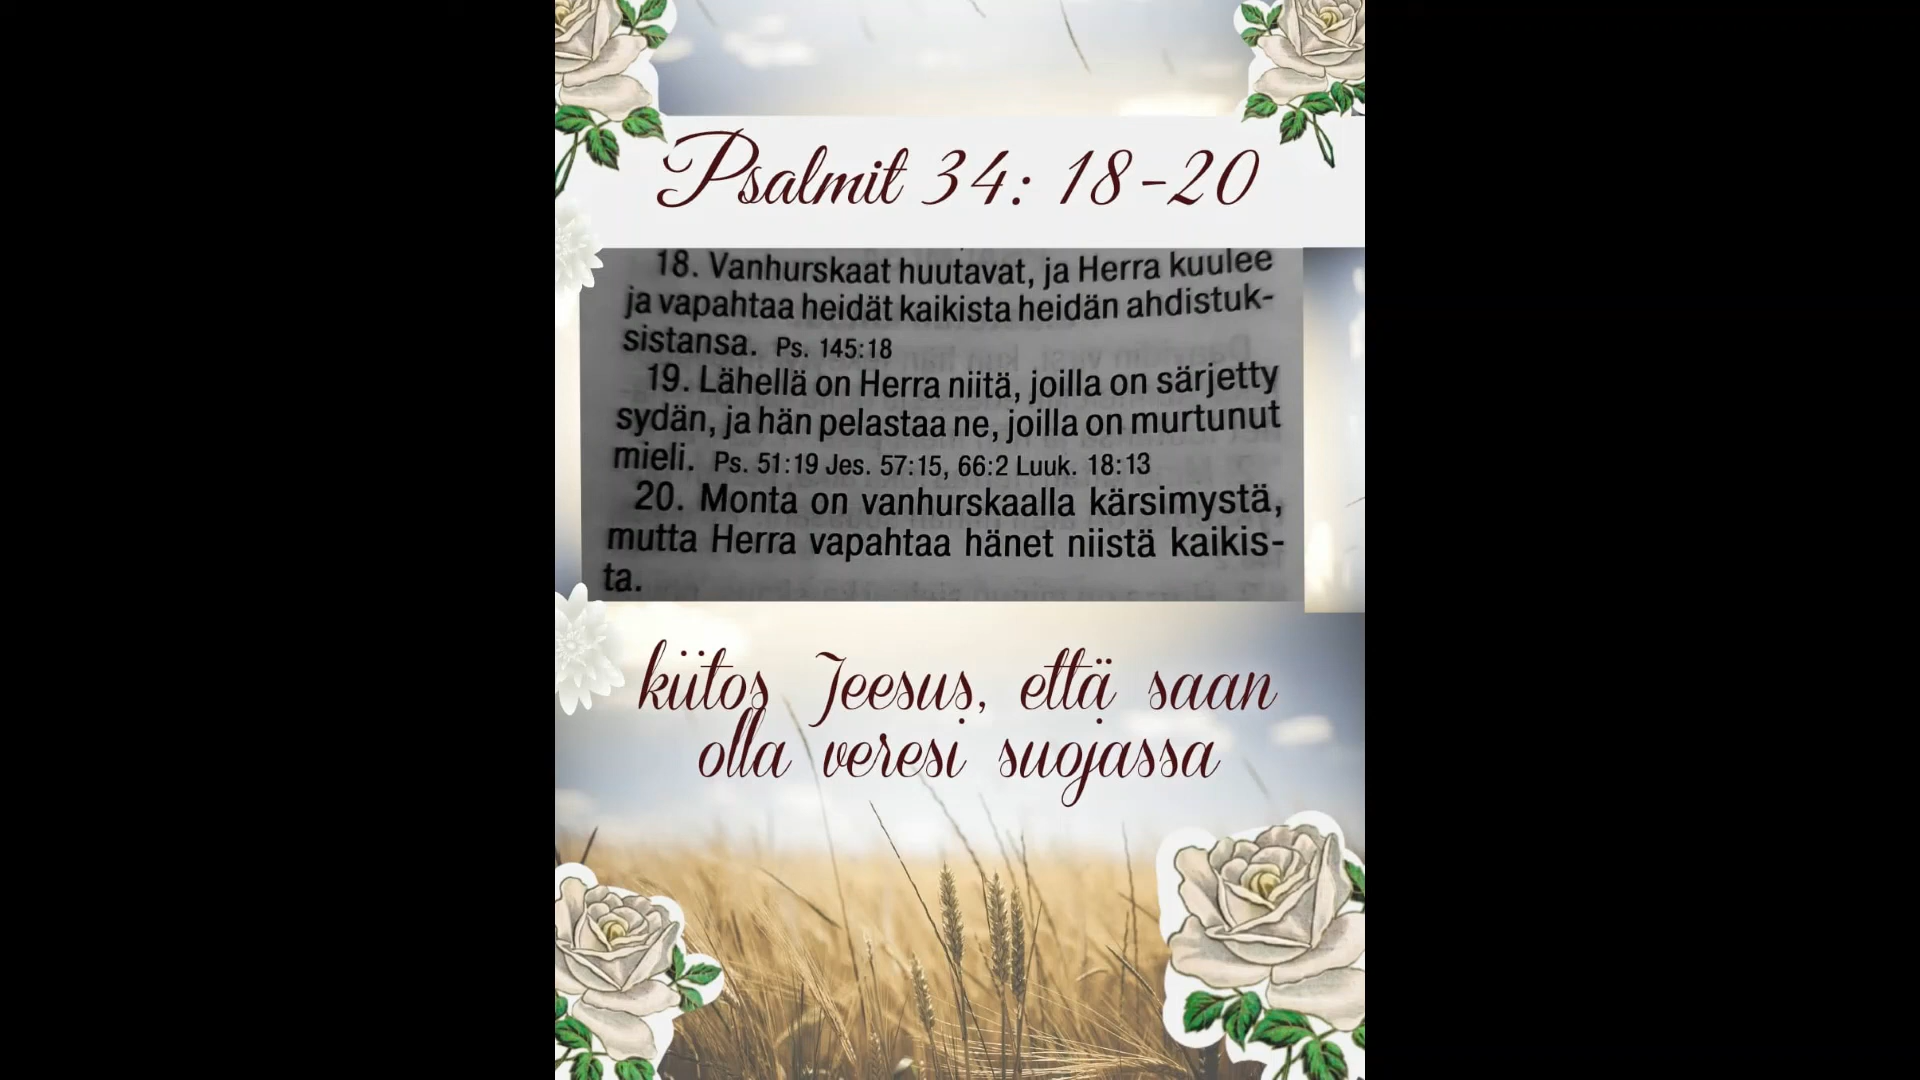 Psalmit 34: 18-20
18. Vanhurskaat huutavat, ja Herra kuulee
ja vapahtaa heidät kaikista heidän ahdistuk-
sistansa. Ps. 145:18
19. Lähellä on Herra niitä, joilla on särjetty
sydän, ja hän pelastaa ne, joilla on murtunut
mieli. Ps. 51:19 Jes. 57:15, 66:2 Luuk. 18:13
20. Monta on vanhurskaalla kärsimystä,
mutta Herra vapahtaa hänet niistä kaikis-
ta.
kiitos Jeesus, että saan
olla veresi suojassa